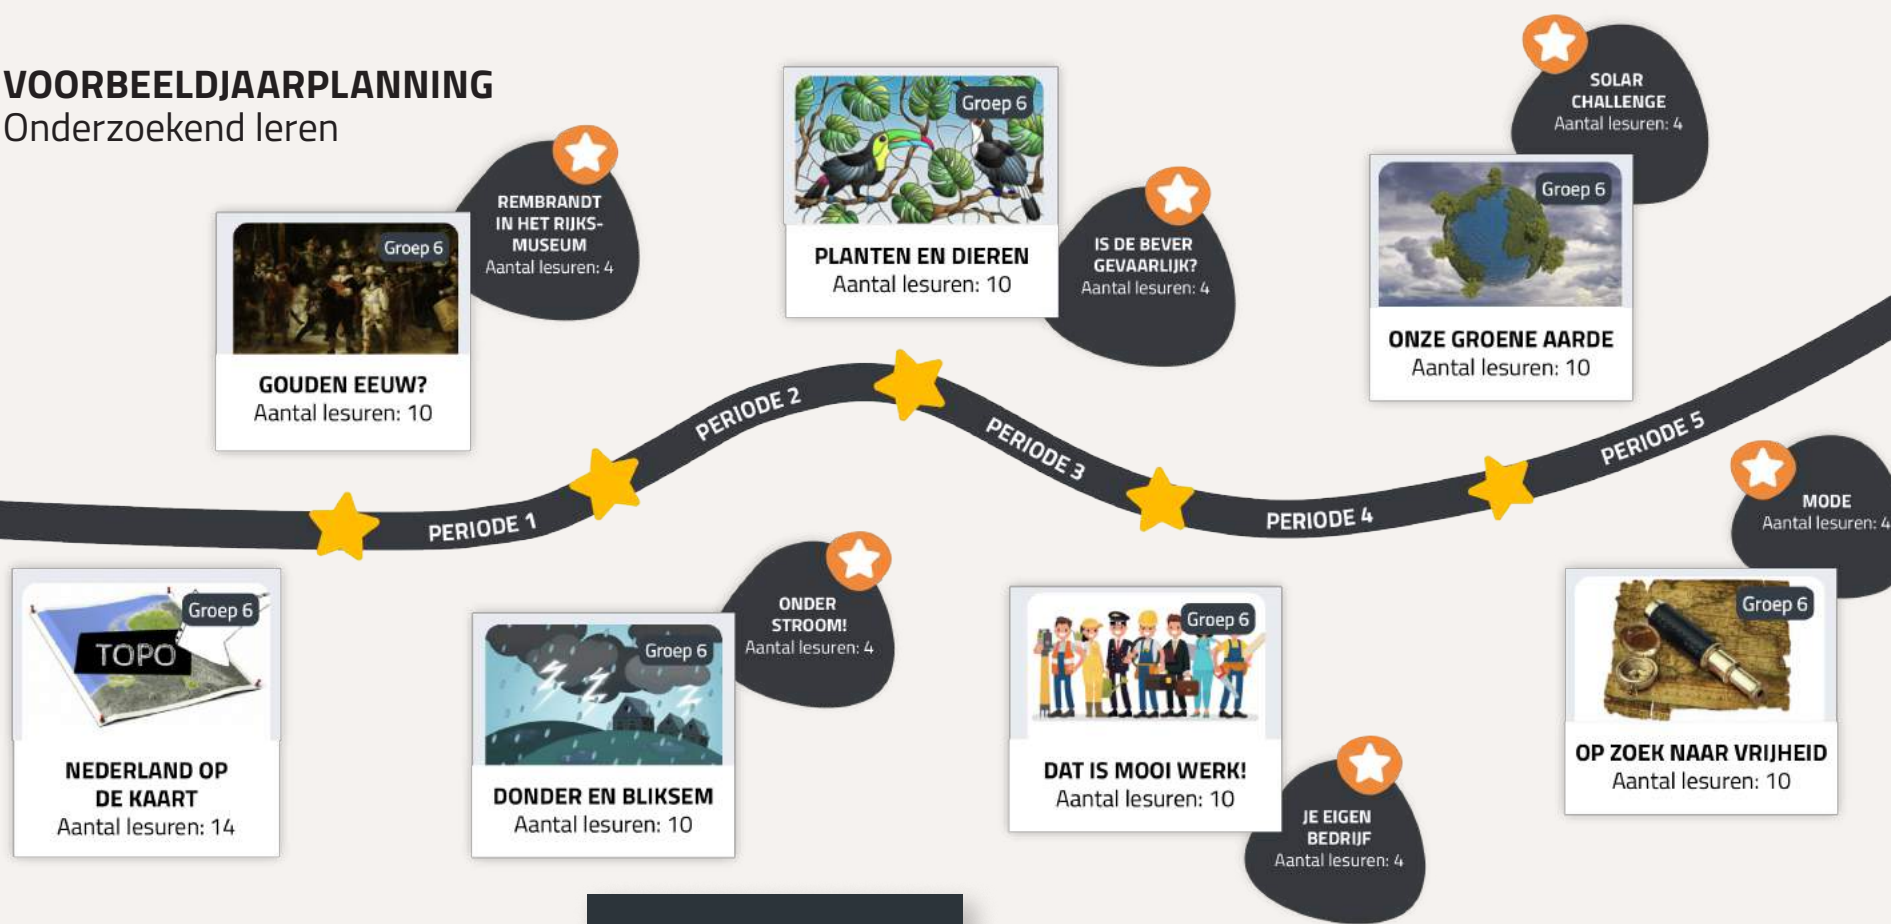 VOORBEELDJAARPLANNING
Onderzoekend leren
Groep 6
GOUDEN EEUW?
Aantal lesuren: 10
REMBRANDT
IN HET RIJKS-
MUSEUM
Aantal lesuren: 4
Groep 6
PLANTEN EN DIEREN
Aantal lesuren: 10
IS DE BEVER
GEVAARLIJK?
Aantal lesuren: 4
SOLAR
CHALLENGE
Aantal lesuren: 4
Groep 6
ONZE GROENE AARDE
Aantal lesuren: 10
PERIODE 1
PERIODE 2
PERIODE 3
PERIODE 4
PERIODE 5
TOPO
Groep 6
NEDERLAND OP
DE KAART
Aantal lesuren: 14
Groep 6
DONDER EN BLIKSEM
Aantal lesuren: 10
ONDER
STROOM!
Aantal lesuren: 4
Groep 6
DAT IS MOOI WERK!
Aantal lesuren: 10
JE EIGEN
BEDRIJF
Aantal lesuren: 4
MODE
Aantal lesuren: 4
Groep 6
OP ZOEK NAAR VRIJHEID
Aantal lesuren: 10